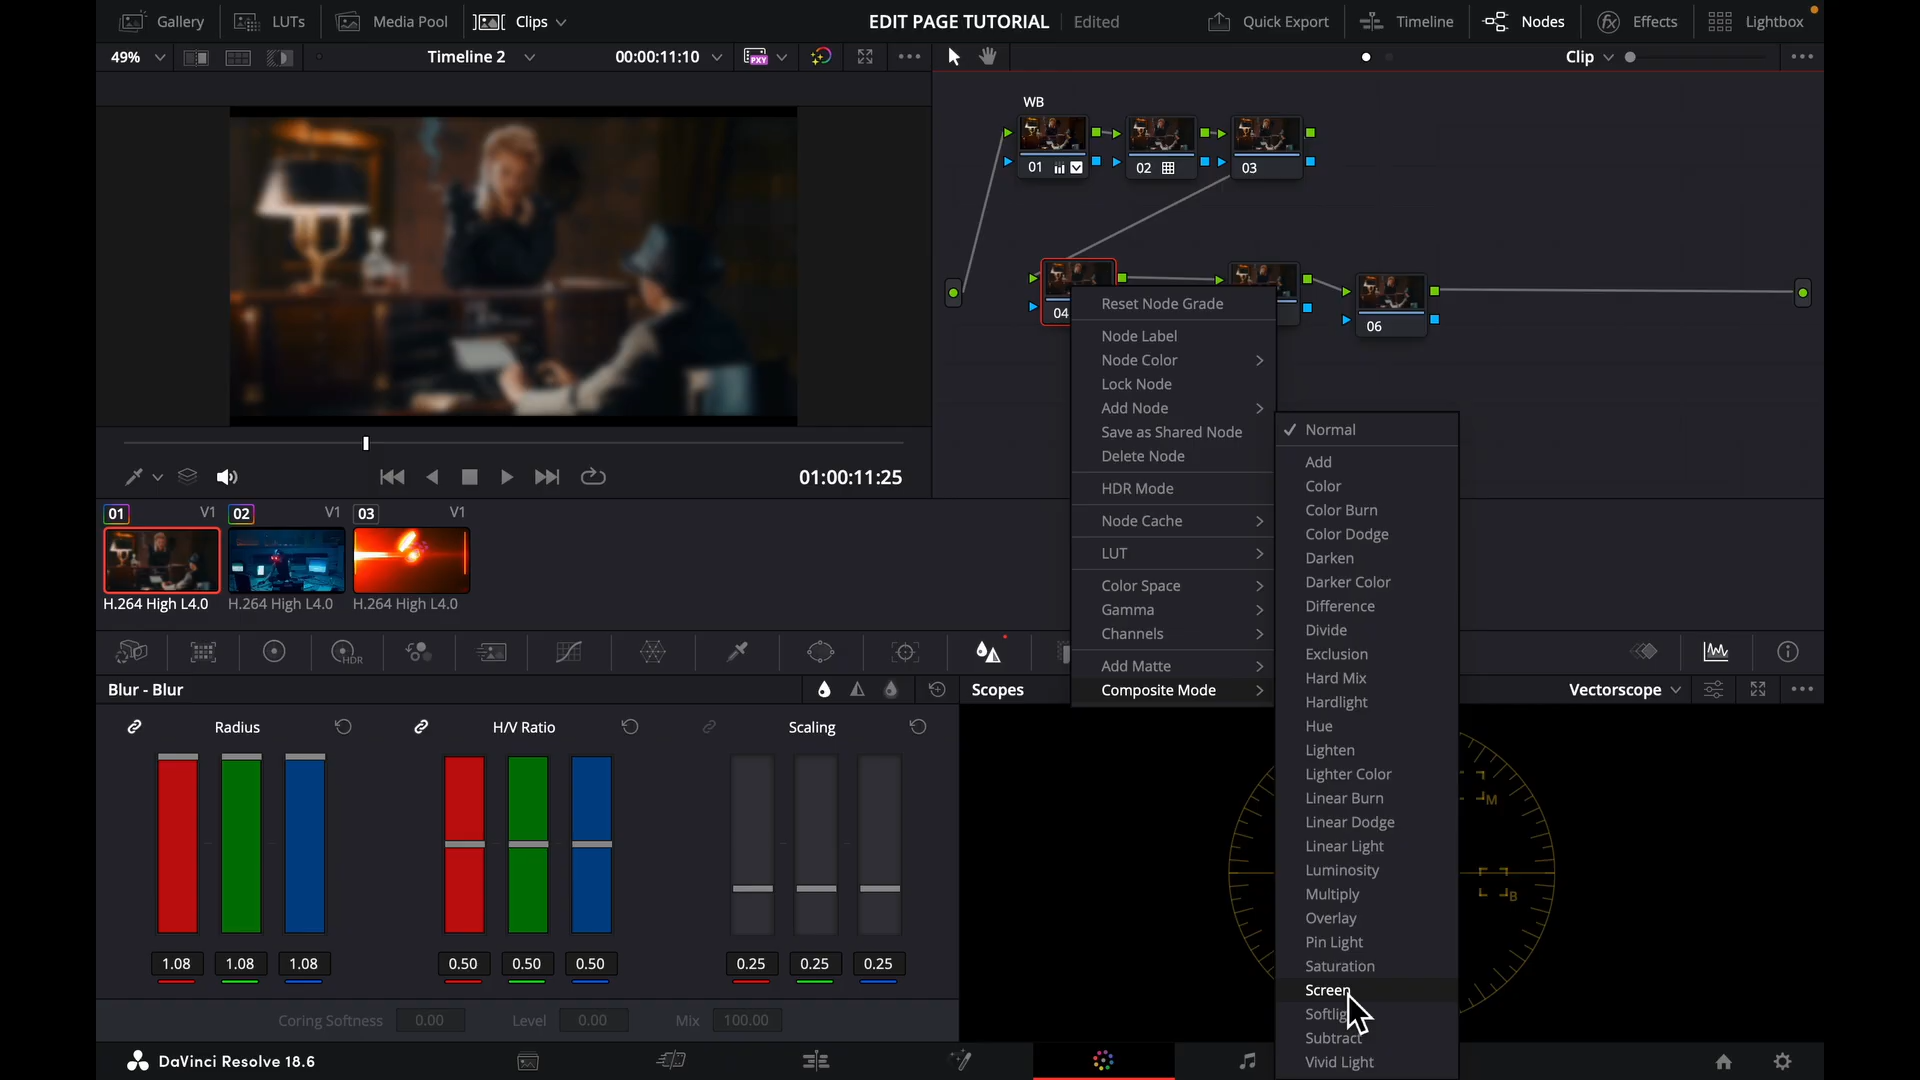 Gallery
LUTs
Media Pool
Clips
EDIT PAGE TUTORIAL
Edited
Quick Export
Timeline
Nodes
Effects
Lightbox
49%
Timeline 2
00:00:11:10
PXY
Clip
WB
01
02
03
04
06
01:00:11:25
01 V1
02 V1
03 V1
H.264 High L4.0
H.264 High L4.0
H.264 High L4.0
Reset Node Grade
Node Label
Node Color
Lock Node
Add Node
Save as Shared Node
Delete Node
HDR Mode
Node Cache
LUT
Color Space
Gamma
Channels
Add Matte
Composite Mode
Normal
Add
Color
Color Burn
Color Dodge
Darken
Darker Color
Difference
Divide
Exclusion
Hard Mix
Hardlight
Hue
Lighten
Lighter Color
Linear Burn
Linear Dodge
Linear Light
Luminosity
Multiply
Overlay
Pin Light
Saturation
Screen
Subtract
Vivid Light
HDR
Blur - Blur
Scopes
Vectorscope
Radius
H/V Ratio
Scaling
M
B
1.08 1.08 1.08
0.50 0.50 0.50
0.25 0.25 0.25
Coring Softness 0.00
Level 0.00
Mix 100.00
DaVinci Resolve 18.6